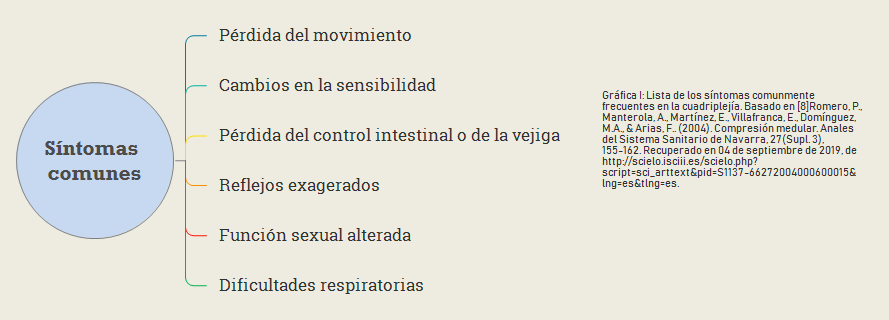 Síntomas
comunes
Pérdida del movimiento
Cambios en la sensibilidad
Pérdida del control intestinal o de la vejiga
Reflejos exagerados
Función sexual alterada
Dificultades respiratorias
Gráfica I: Lista de los síntomas comunmente
frecuentes en la cuadriplejía. Basado en [8]Romero, P.,
Manterola, A., Martínez, E., Villafranca, E., Domínguez,
M.A., & Arias, F.. (2004). Compresión medular. Anales
del Sistema Sanitario de Navarra, 27(Supl. 3),
155-162. Recuperado en 04 de septiembre de 2019, de
http://scielo.isciii.es/scielo.php?
script=sci_arttext&pid=S1137-66272004000600015&
lng=es&tlng=es.